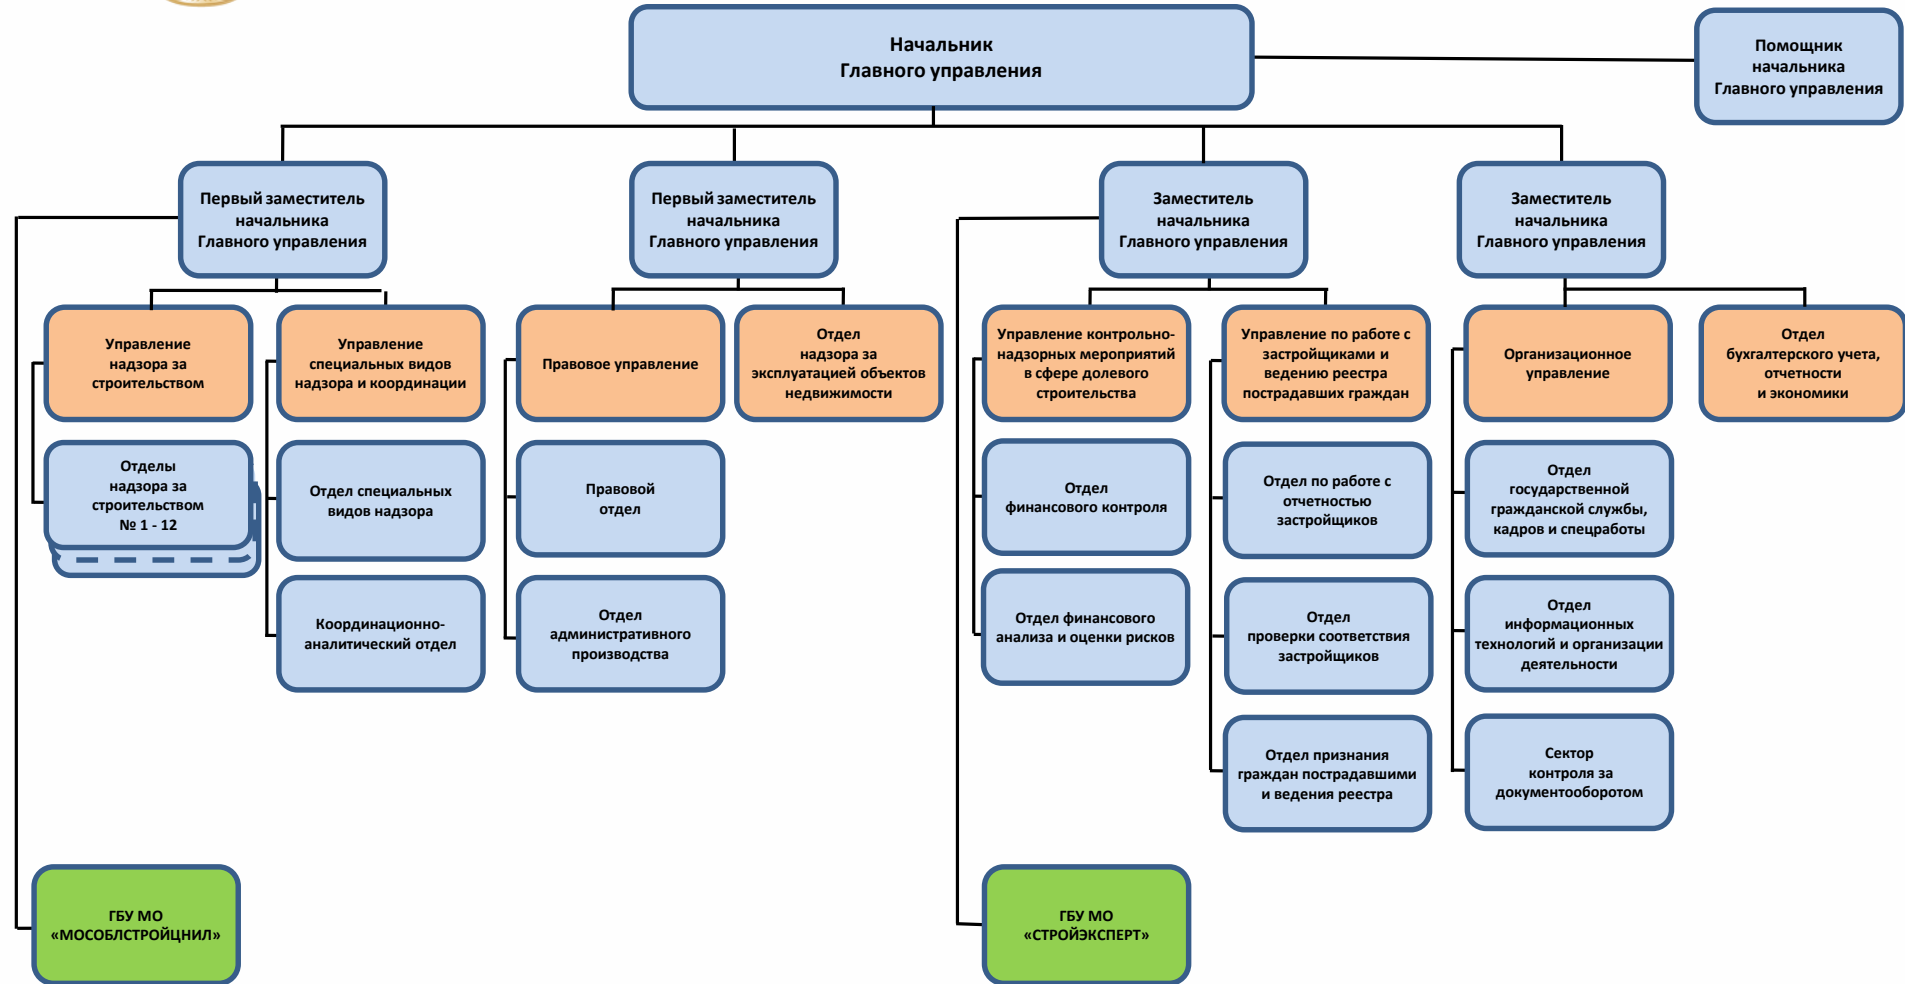 Начальник
Главного управления
Помощник
начальника
Главного управления
Первый заместитель
начальника
Главного управления
Первый заместитель
начальника
Главного управления
Заместитель
начальника
Главного управления
Заместитель
начальника
Главного управления
Управление
надзора за
строительством
Управление
специальных видов
надзора и координации
Правовое управление
Отдел
надзора за
эксплуатацией объектов
недвижимости
Управление контрольно-
надзорных мероприятий
в сфере долевого
строительства
Управление по работе с
застройщиками и
ведению реестра
пострадавших граждан
Организационное
управление
Отдел
бухгалтерского учета,
отчетности
и экономики
Отделы
надзора за
строительством
№ 1 - 12
Отдел специальных
видов надзора
Правовой
отдел
Отдел
финансового контроля
Отдел по работе с
отчетностью
застройщиков
Отдел
государственной
гражданской службы,
кадров и спецработы
Координационно-
аналитический отдел
Отдел
административного
производства
Отдел финансового
анализа и оценки рисков
Отдел
проверки соответствия
застройщиков
Отдел
информационных
технологий и организации
деятельности
Отдел признания
граждан пострадавшими
и ведения реестра
Сектор
контроля за
документооборотом
ГБУ МО
«МОСОБЛСТРОЙЦНИЛ»
ГБУ МО
«СТРОЙЭКСПЕРТ»